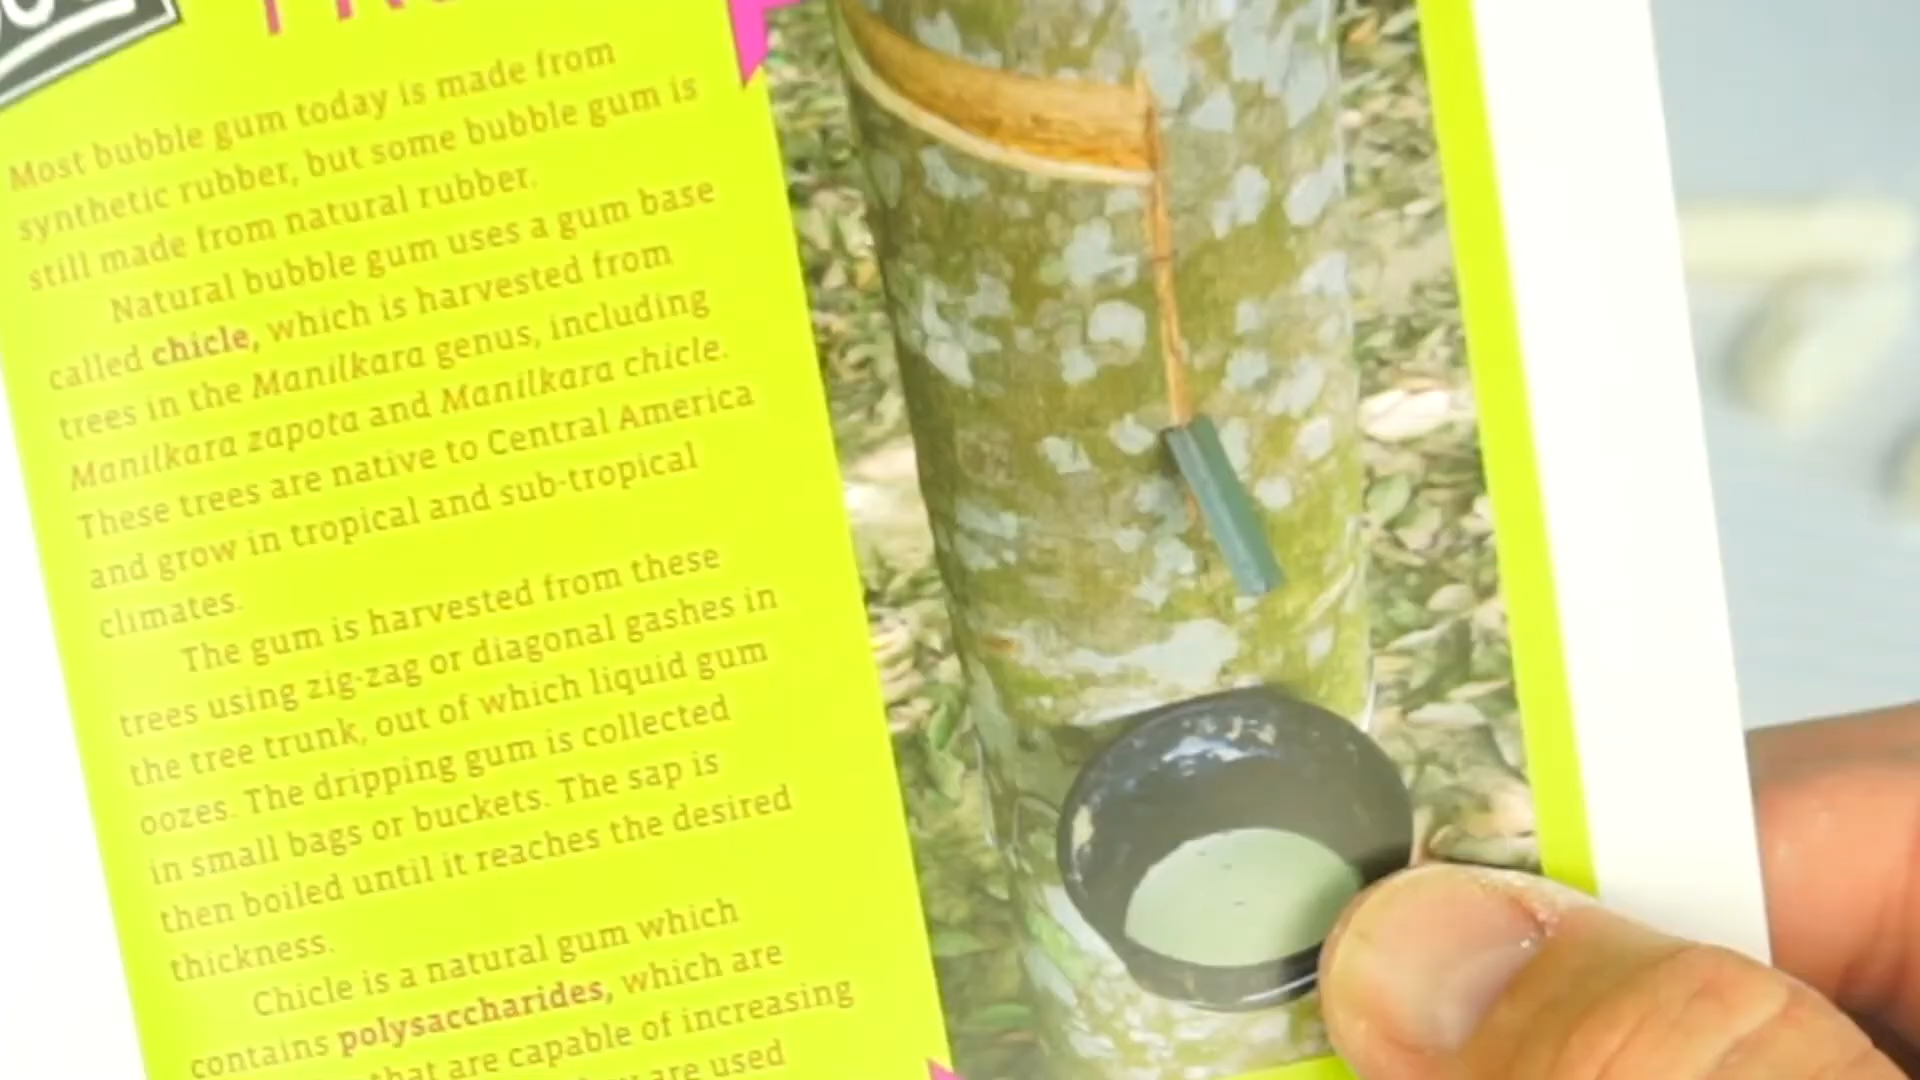 Most bubble gum today is made from
synthetic rubber, but some bubble gum is
still made from natural rubber.
Natural bubble gum uses a gum base
called chicle, which is harvested from
trees in the Manilkara genus, including
Manilkara zapota and Manilkara chicle.
These trees are native to Central America
and grow in tropical and sub-tropical
climates.
The gum is harvested from these
trees using zig-zag or diagonal gashes in
the tree trunk, out of which liquid gum
oozes. The dripping gum is collected
in small bags or buckets. The sap is
then boiled until it reaches the desired
thickness.
Chicle is a natural gum which
contains polysaccharides, which are
that are capable of increasing
are used